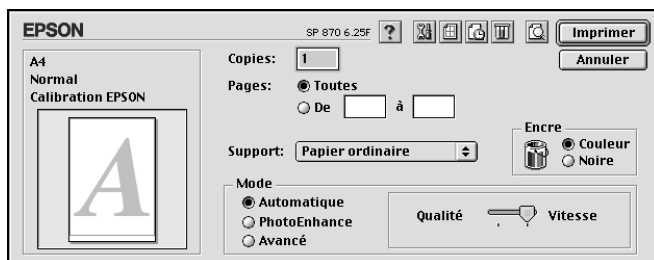 EPSON
SP 870 6.25F
?
Imprimer
Annuler
A4
Normal
Calibration EPSON
A
Copies: 1
Pages: Toutes
De à
Support: Papier ordinaire
Encre
Couleur
Noire
Mode
Automatique
PhotoEnhance
Avancé
Qualité Vitesse